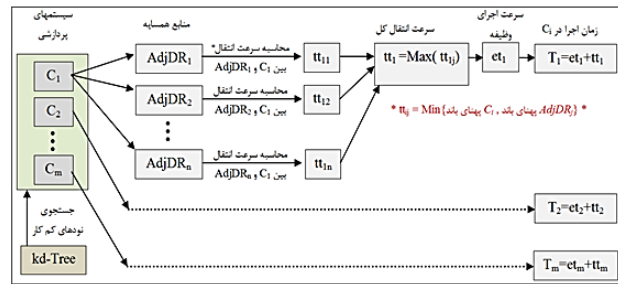 سیستمهای
پردازشی
منابع همسایه
سرعت انتقال کل
سرعت اجرای
وظیفه
زمان اجرا در Ci
C1
C2
⋮
Cm
AdjDR1
محاسبه سرعت انتقال*
بین C1 و AdjDR1
tt11
tt1 =Max( tt1j)
et1
T1=et1+tt1
AdjDR2
محاسبه سرعت انتقال
بین C1 و AdjDR2
tt12
* ttij = Min{پهنای باند Ci , پهنای باند AdjDRj} *
AdjDRn
محاسبه سرعت انتقال
بین C1 و AdjDRn
tt1n
T2=et2+tt2
جستجوی
نودهای کم کار
kd-Tree
Tm=etm+ttm